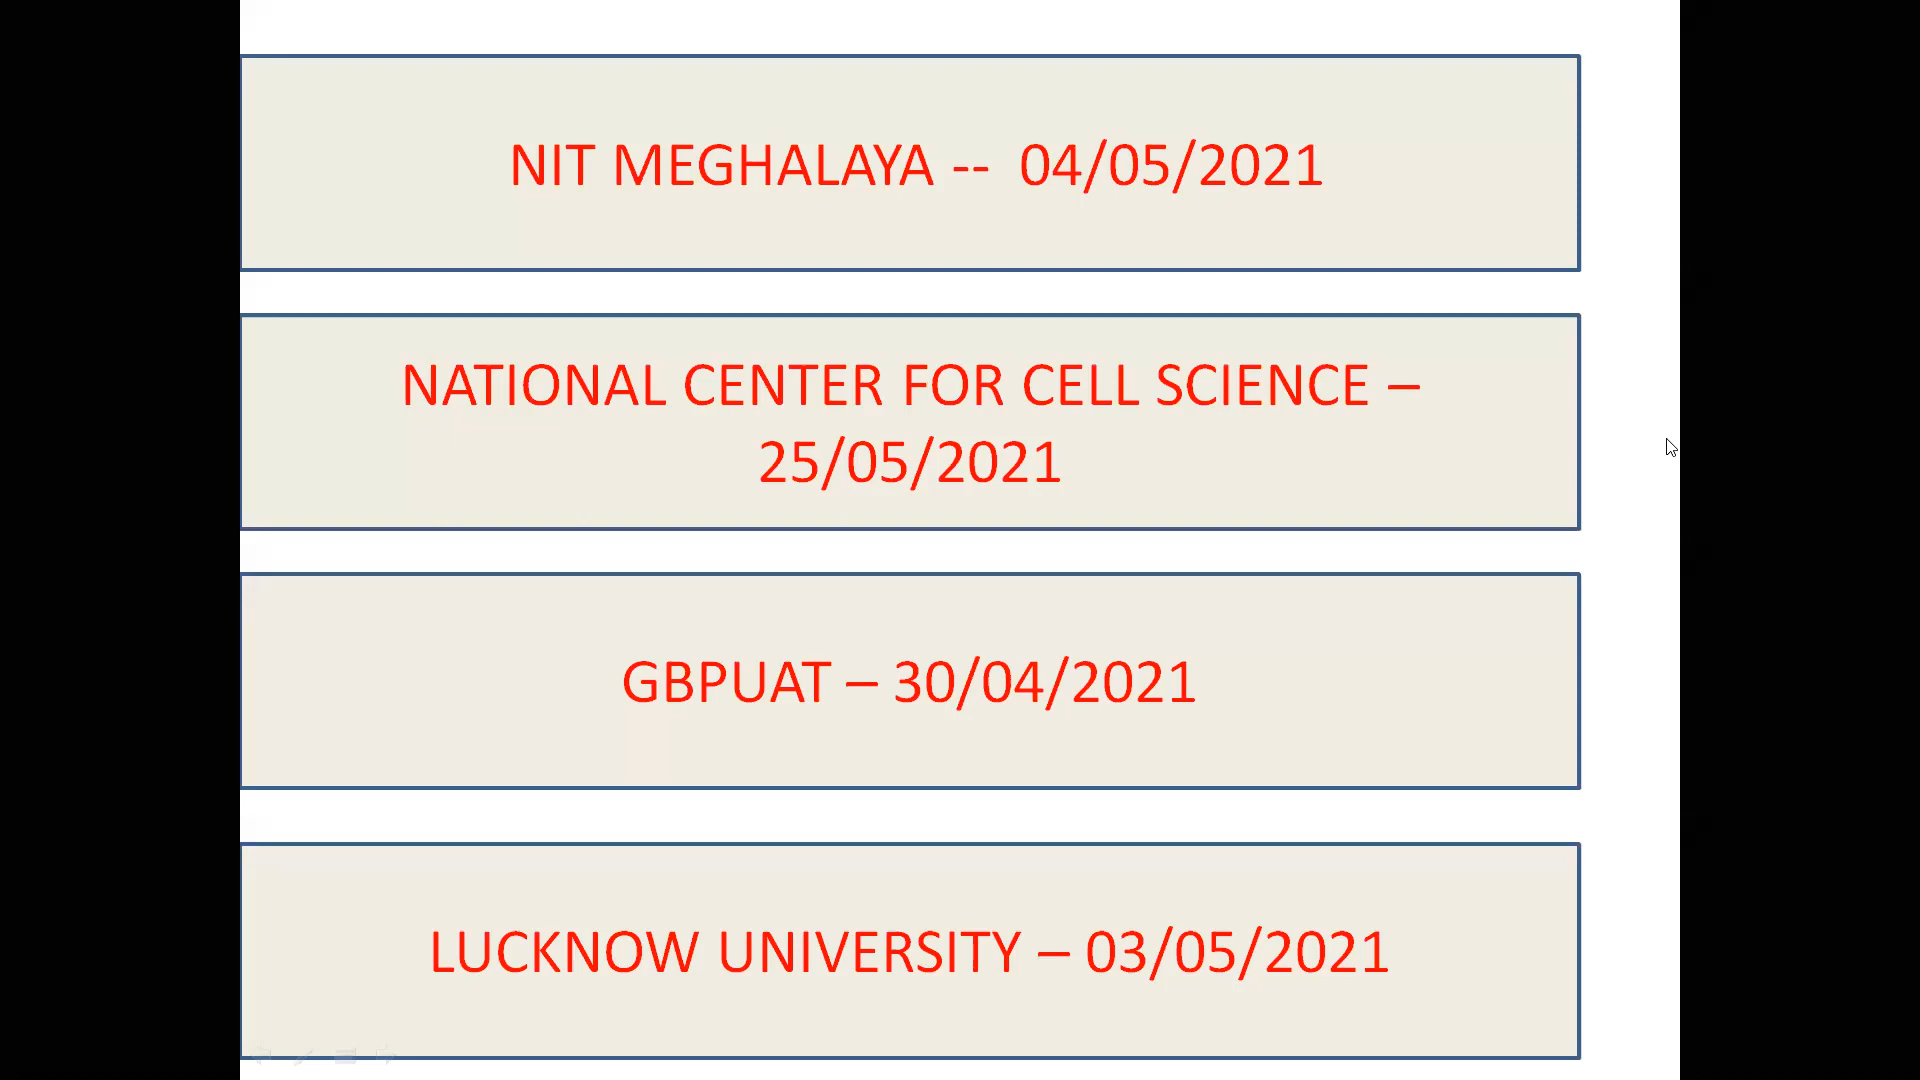 NIT MEGHALAYA --  04/05/2021
NATIONAL CENTER FOR CELL SCIENCE –
25/05/2021
GBPUAT – 30/04/2021
LUCKNOW UNIVERSITY – 03/05/2021